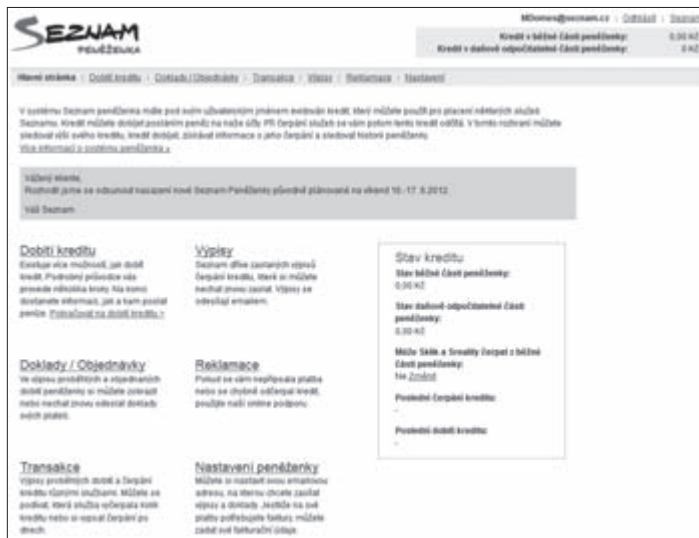 SEZNAM
PENĚŽENKA
MDomes@seznam.cz | Odhlásit | Seznam
Kredit v běžné části peněženky: 0,00 Kč
Kredit v daňově odpočitatelné části peněženky: 0 Kč
Hlavní stránka | Dobití kreditu | Doklady / Objednávky | Transakce | Výpisy | Reklamace | Nastavení
V systému Seznam peněženka máte pod svým uživatelským jménem evidován kredit, který můžete použít pro placení některých služeb
Seznamu. Kredit můžete dobíjet posláním peněz na naše účty. Při čerpání služeb se vám potom tento kredit odčítá. V tomto rozhraní můžete
sledovat výši svého kreditu, kredit dobíjet, získávat informace o jeho čerpání a sledovat historii peněženky.
Více informací o systému peněženka »
Vážený kliente,
Rozhodli jsme se odsunout nasazení nové Seznam Peněženky původně plánované na víkend 16.-17. 6.2012.
Váš Seznam
Dobití kreditu
Existuje více možností, jak dobít
kredit. Podrobný průvodce vás
provede několika kroky. Na konci
dostanete informaci, jak a kam poslat
peníze. Pokračovat na dobití kreditu »
Výpisy
Seznam dříve zaslaných výpisů
čerpání kreditu, které si můžete
nechat znovu zaslat. Výpisy se
odesílají emailem.
Stav kreditu
Stav běžné části peněženky:
0,00 Kč
Stav daňově odpočitatelné části
peněženky:
0,00 Kč
Může Sklik a Sreality čerpat z běžné
části peněženky:
Ne Změnit
Poslední čerpání kreditu:
-
Poslední dobití kreditu:
-
Doklady / Objednávky
Ve výpisu proběhlých a objednaných
dobití peněženky si můžete zobrazit
nebo nechat znovu odeslat doklady
svých plateb.
Reklamace
Pokud se vám nepřipsala platba
nebo se chybně odčerpal kredit,
použijte naši online podporu.
Transakce
Výpisy proběhlých dobití a čerpání
kreditu různými službami. Můžete se
podívat, která služba vyčerpala kolik
kreditu nebo si vypsat čerpání po
dnech.
Nastavení peněženky
Můžete si nastavit svou emailovou
adresu, na kterou chcete zasílat
výpisy a doklady. Jestliže na své
platby potřebujete faktury, můžete
zadat své fakturační údaje.